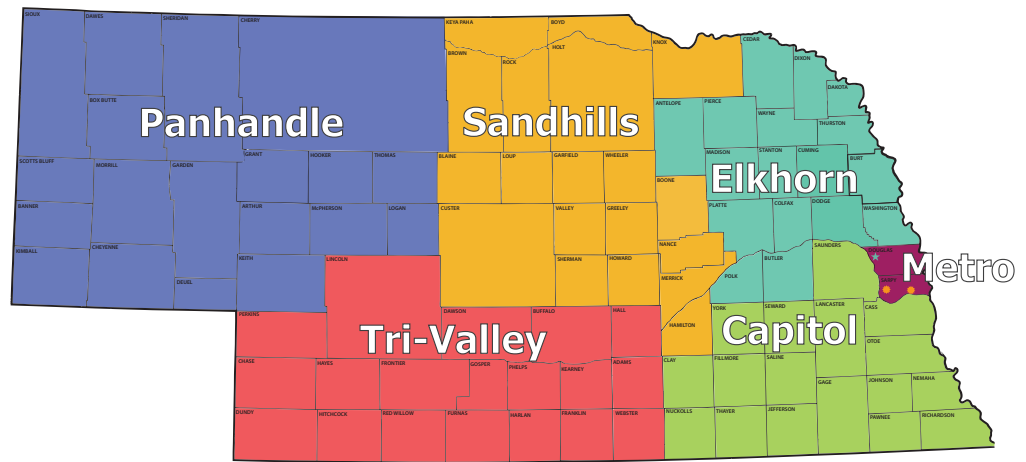 SIOUX
DAWES
SHERIDAN
CHERRY
KEYA PAHA
BOYD
KNOX
CEDAR
DIXON
DAKOTA
BROWN
ROCK
HOLT
ANTELOPE
PIERCE
WAYNE
THURSTON
BOX BUTTE
Panhandle
Sandhills
SCOTTS BLUFF
MORRILL
GARDEN
GRANT
HOOKER
THOMAS
BLAINE
LOUP
GARFIELD
WHEELER
BOONE
MADISON
STANTON
CUMING
BURT
Elkhorn
BANNER
ARTHUR
McPHERSON
LOGAN
CUSTER
VALLEY
GREELEY
PLATTE
COLFAX
DODGE
WASHINGTON
KIMBALL
CHEYENNE
DEUEL
KEITH
LINCOLN
SHERMAN
HOWARD
NANCE
MERRICK
POLK
BUTLER
SAUNDERS
DOUGLAS
Metro
SARPY
PERKINS
DAWSON
BUFFALO
HALL
HAMILTON
YORK
SEWARD
LANCASTER
CASS
Tri-Valley
Capitol
OTOE
CHASE
HAYES
FRONTIER
GOSPER
PHELPS
KEARNEY
ADAMS
CLAY
FILLMORE
SALINE
GAGE
JOHNSON
NEMAHA
DUNDY
HITCHCOCK
RED WILLOW
FURNAS
HARLAN
FRANKLIN
WEBSTER
NUCKOLLS
THAYER
JEFFERSON
PAWNEE
RICHARDSON